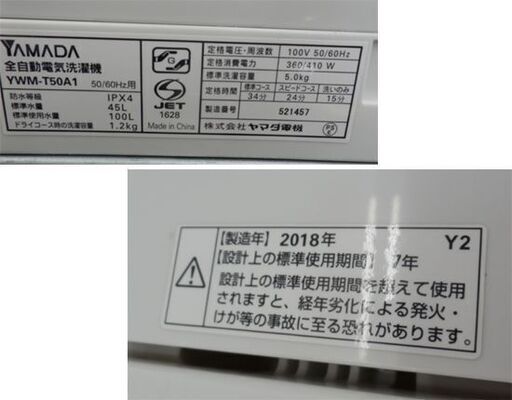 YAMADA
全自動電気洗濯機
YWM-T50A1 50/60Hz用
防水等級 IPX4
標準水量 45L
標準使用水量 100L
ドライコース時の洗濯容量 1.2kg
G
JET
1628
Made in China
定格電圧・周波数 100V 50/60Hz
定格消費電力 360/410 W
標準洗濯容量 5.0kg
標準コース スピードコース 洗いのみ
定格時間 34分 24分 15分
製造番号 521457
株式会社 ヤマダ電機
PS
E
【製造年】2018年 Y2
【設計上の標準使用期間】 7年
設計上の標準使用期間を超えて使用
されますと、経年劣化による発火・
けが等の事故に至る恐れがあります。